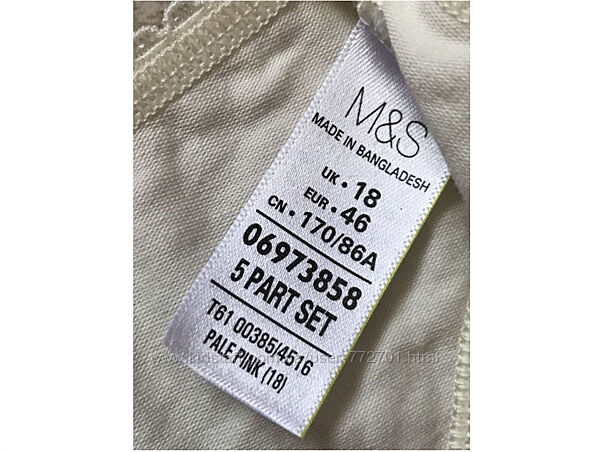 M&S
MADE IN BANGLADESH
UK • 18
EUR • 46
CN • 170/86A
06973858
5 PART SET
T61 00385/4516
PALE PINK (18)